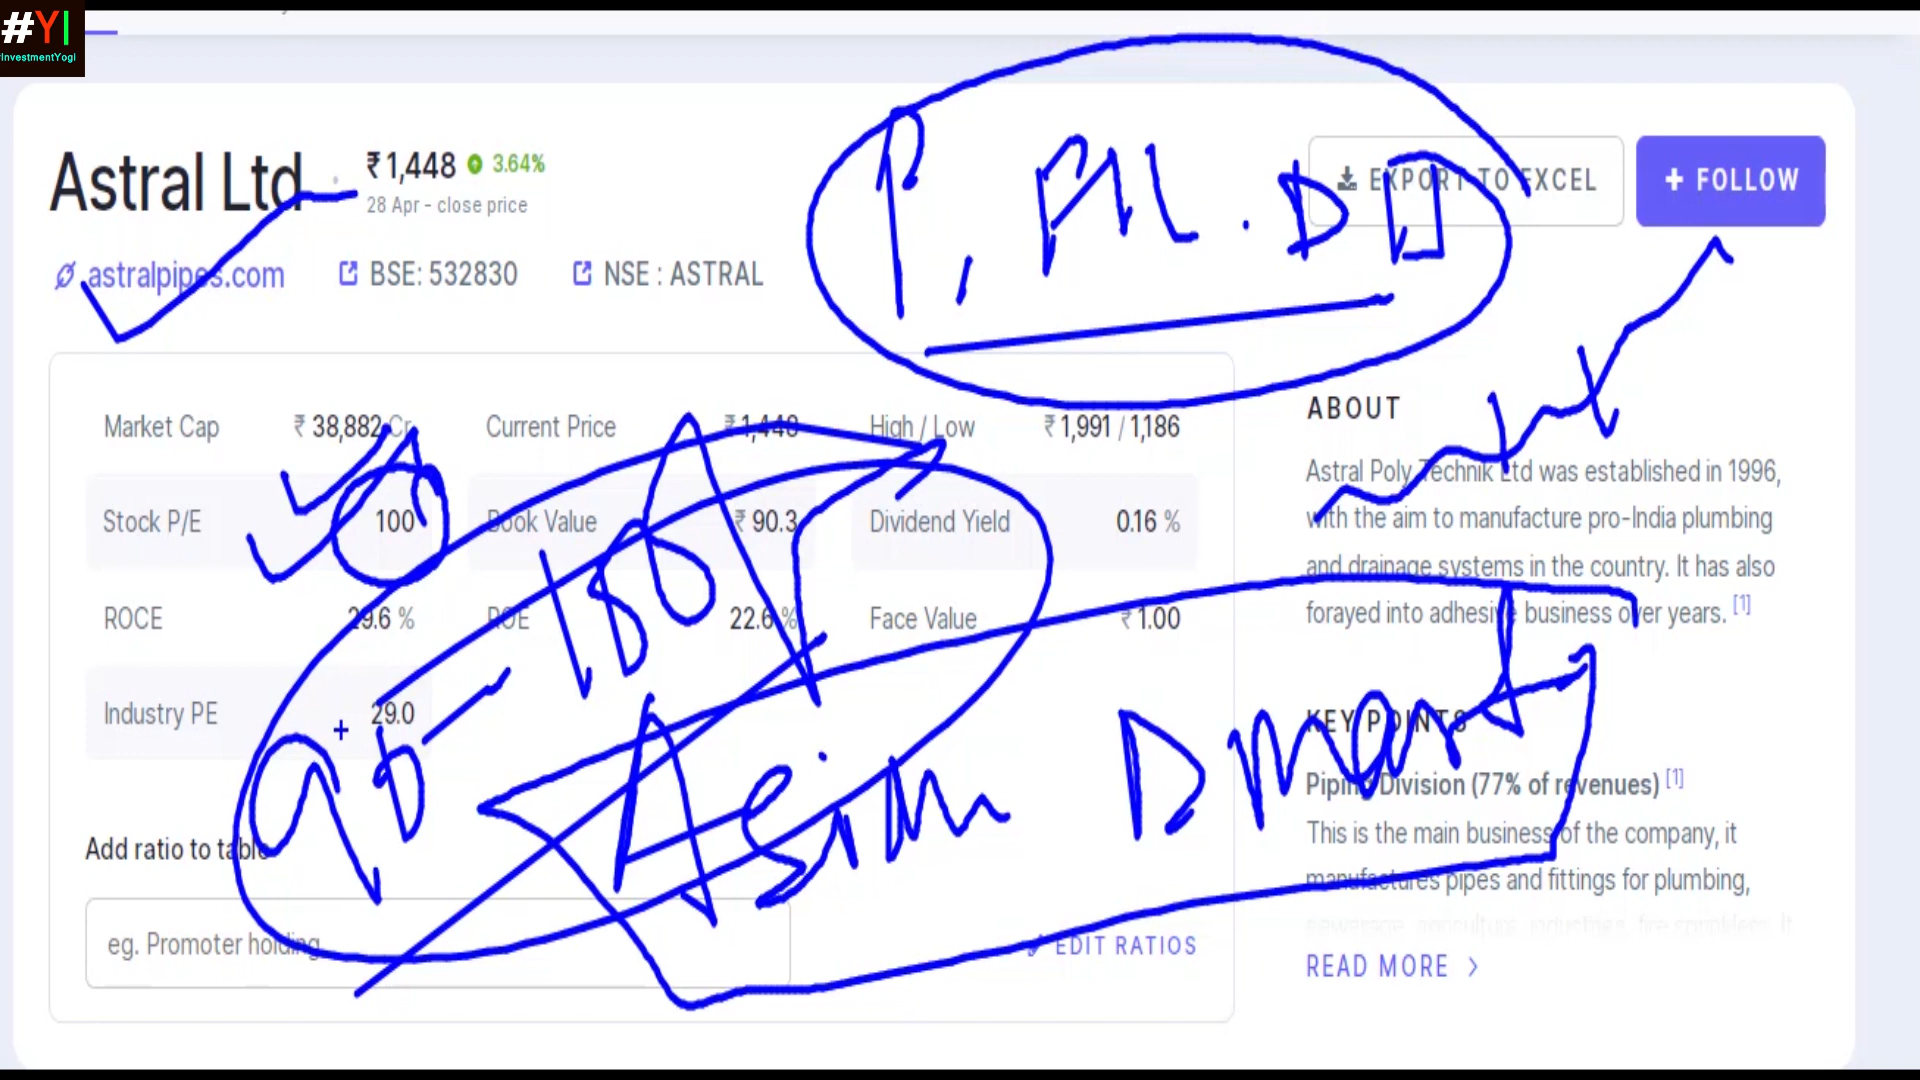 #YI
InvestmentYogi
Astral Ltd
₹ 1,448 3.64%
28 Apr - close price
EXPORT TO EXCEL
+ FOLLOW
astralpipes.com BSE: 532830 NSE : ASTRAL
Market Cap ₹ 38,882 Cr. Current Price ₹ 1,448 High / Low ₹ 1,991 / 1,186
Stock P/E 100 Book Value ₹ 90.3 Dividend Yield 0.16 %
ROCE 29.6 % ROE 22.6 % Face Value ₹ 1.00
Industry PE 29.0
90 - 150
Asian Dmart
Add ratio to table
eg. Promoter holding
EDIT RATIOS
ABOUT
Astral Poly Technik Ltd was established in 1996,
with the aim to manufacture pro-India plumbing
and drainage systems in the country. It has also
forayed into adhesive business over years. [1]
KEY POINTS
Piping Division (77% of revenues) [1]
This is the main business of the company, it
manufactures pipes and fittings for plumbing,
READ MORE